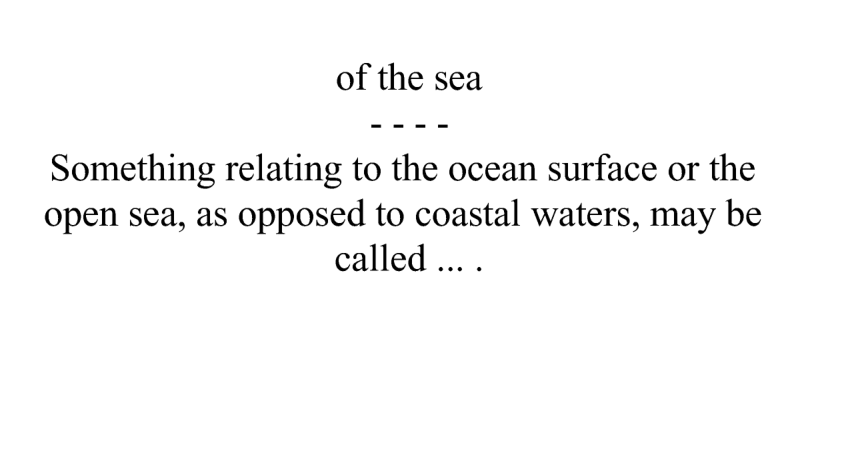 of the sea
- - - -
Something relating to the ocean surface or the
open sea, as opposed to coastal waters, may be
called ... .